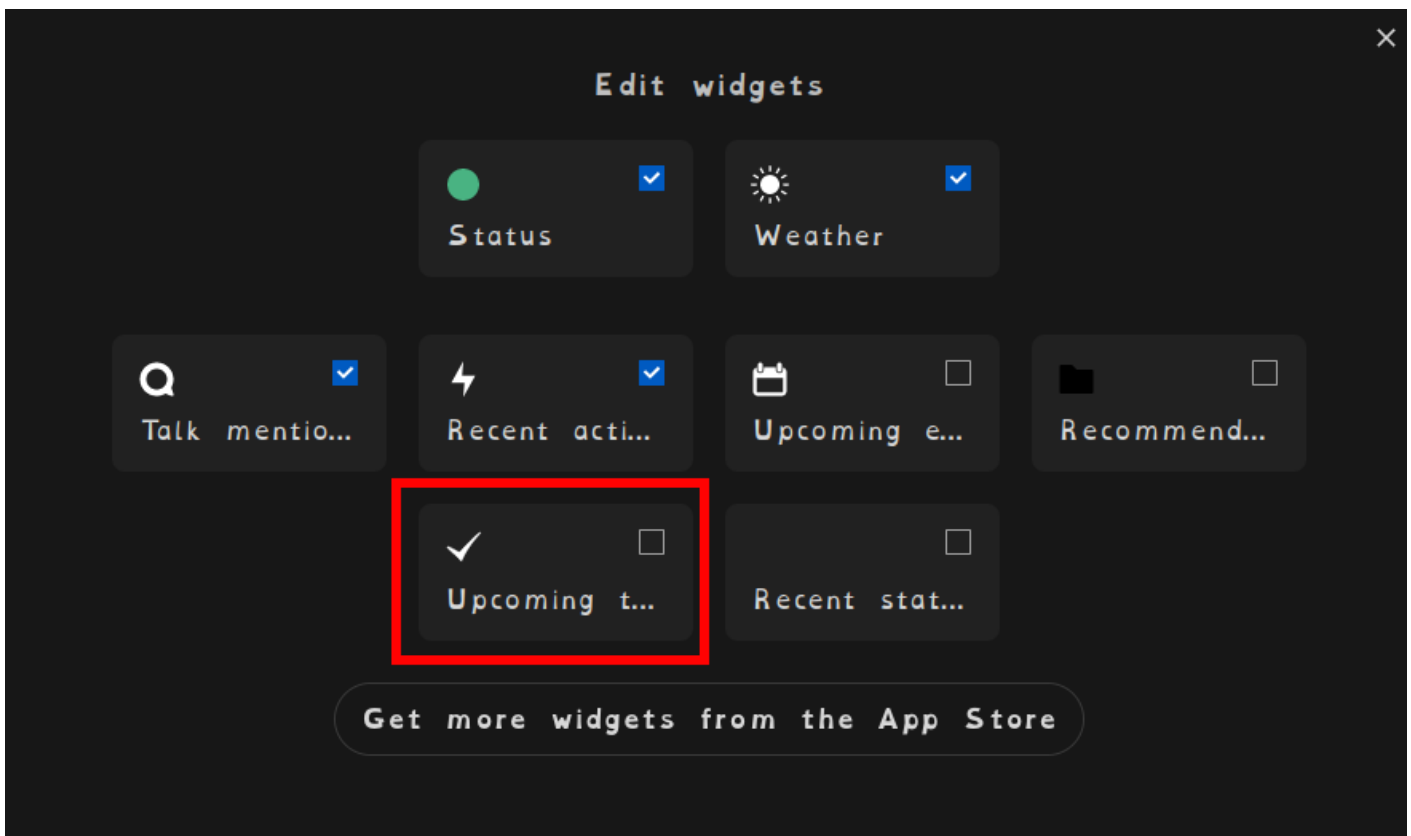 Edit widgets
Status
Weather
Talk mentio...
Recent acti...
Upcoming e...
Recommend...
Upcoming t...
Recent stat...
Get more widgets from the App Store